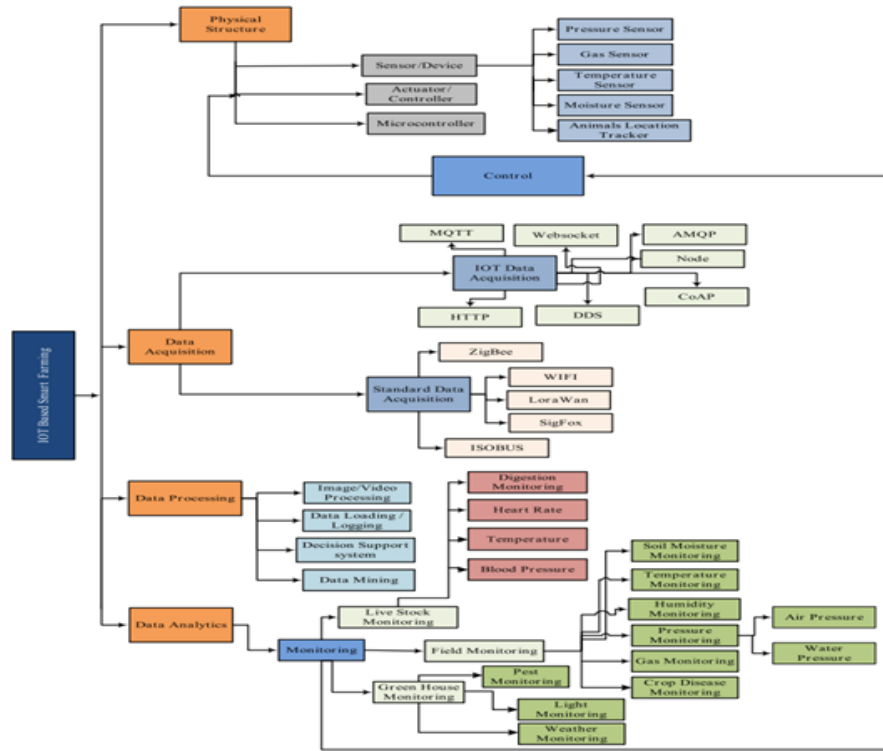 Physical
Structure
Pressure Sensor
Gas Sensor
Sensor/Device
Temperature
Sensor
Actuator/
Controller
Moisture Sensor
Microcontroller
Animals Location
Tracker
Control
MQTT
Websocket
AMQP
IOT Data
Acquisition
Node
CoAP
HTTP
DDS
IOT Based Smart Farming
Data
Acquisition
ZigBee
Standard Data
Acquisition
WIFI
LoraWan
SigFox
ISOBUS
Data Processing
Image/Video
Processing
Data Loading /
Logging
Decision Support
system
Data Mining
Digestion
Monitoring
Heart Rate
Temperature
Blood Pressure
Data Analytics
Live Stock
Monitoring
Monitoring
Field Monitoring
Soil Moisture
Monitoring
Temperature
Monitoring
Humidity
Monitoring
Pressure
Monitoring
Air Pressure
Water
Pressure
Gas Monitoring
Crop Disease
Monitoring
Green House
Monitoring
Pest
Monitoring
Light
Monitoring
Weather
Monitoring